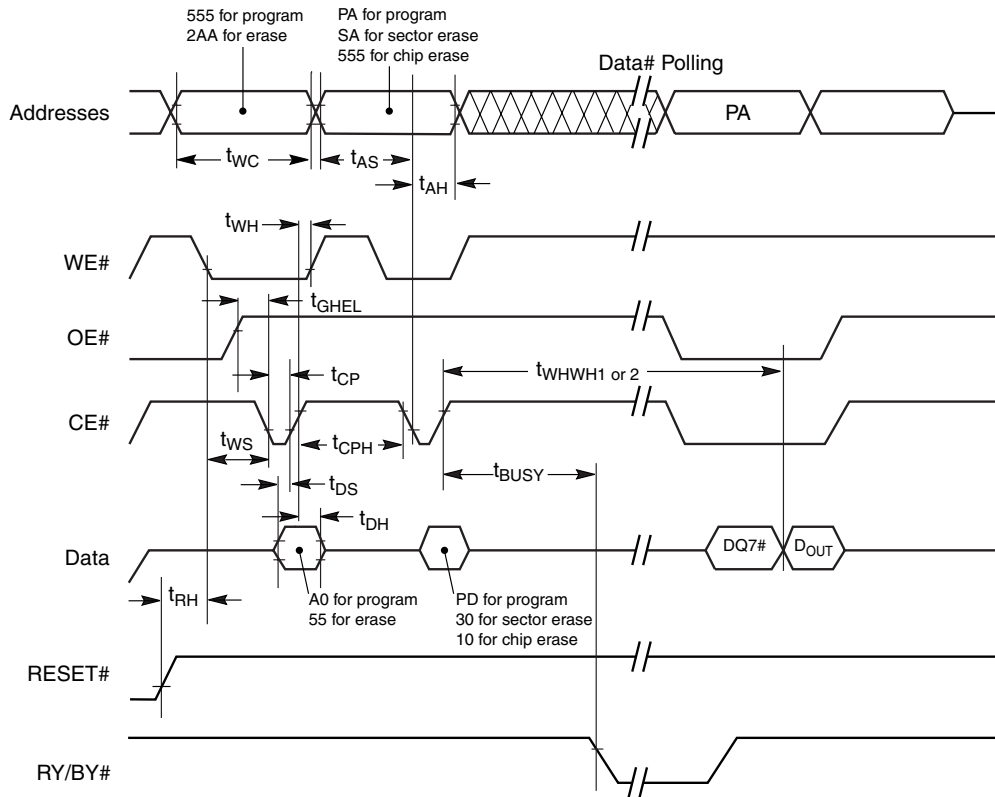 555 for program
2AA for erase
PA for program
SA for sector erase
555 for chip erase
Data# Polling
Addresses
PA
tWC
tAS
tAH
tWH
WE#
tGHEL
OE#
tCP
tWHWH1 or 2
CE#
tWS
tCPH
tBUSY
tDS
tDH
Data
DQ7#
DOUT
tRH
A0 for program
55 for erase
PD for program
30 for sector erase
10 for chip erase
RESET#
RY/BY#